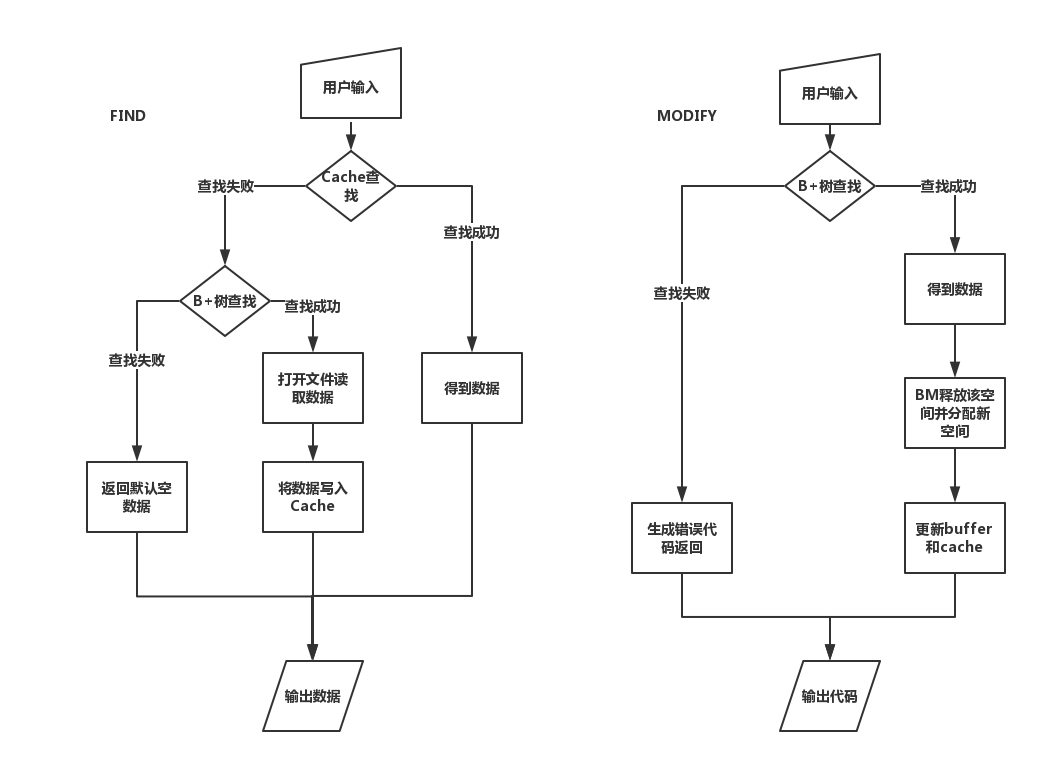 FIND
用户输入
Cache查
找
查找失败
查找成功
B+树查找
查找成功
查找失败
打开文件读
取数据
得到数据
返回默认空
数据
将数据写入
Cache
输出数据
MODIFY
用户输入
B+树查找
查找成功
查找失败
得到数据
BM释放该空
间并分配新
空间
生成错误代
码返回
更新buffer
和cache
输出代码